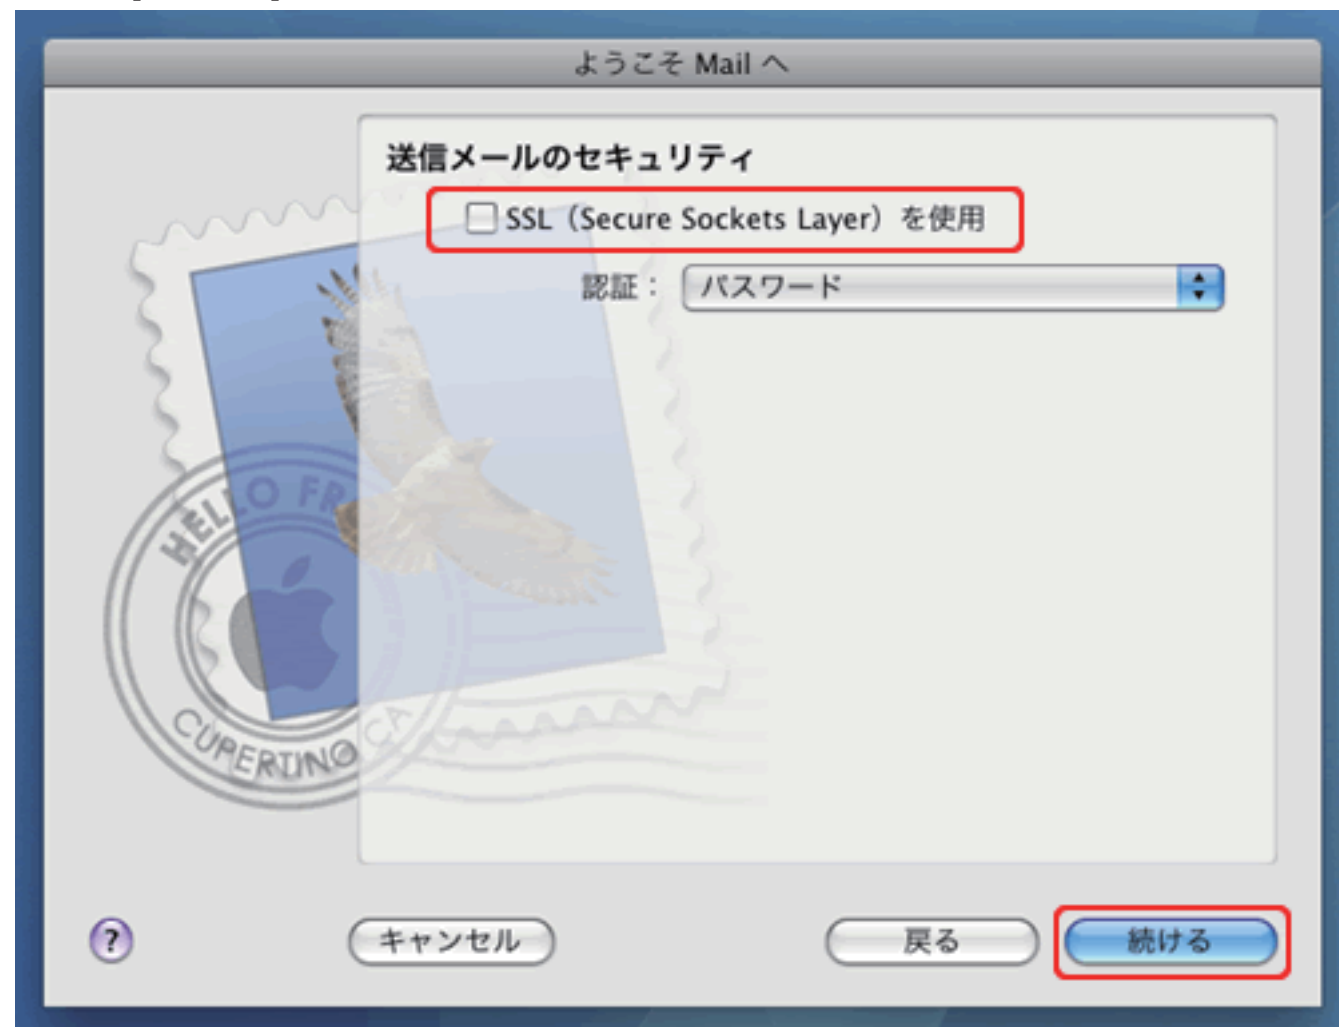 ようこそ Mail へ
送信メールのセキュリティ
SSL（Secure Sockets Layer）を使用
認証： パスワード
HELLO FR
CUPERTINO CA
? キャンセル 戻る 続ける